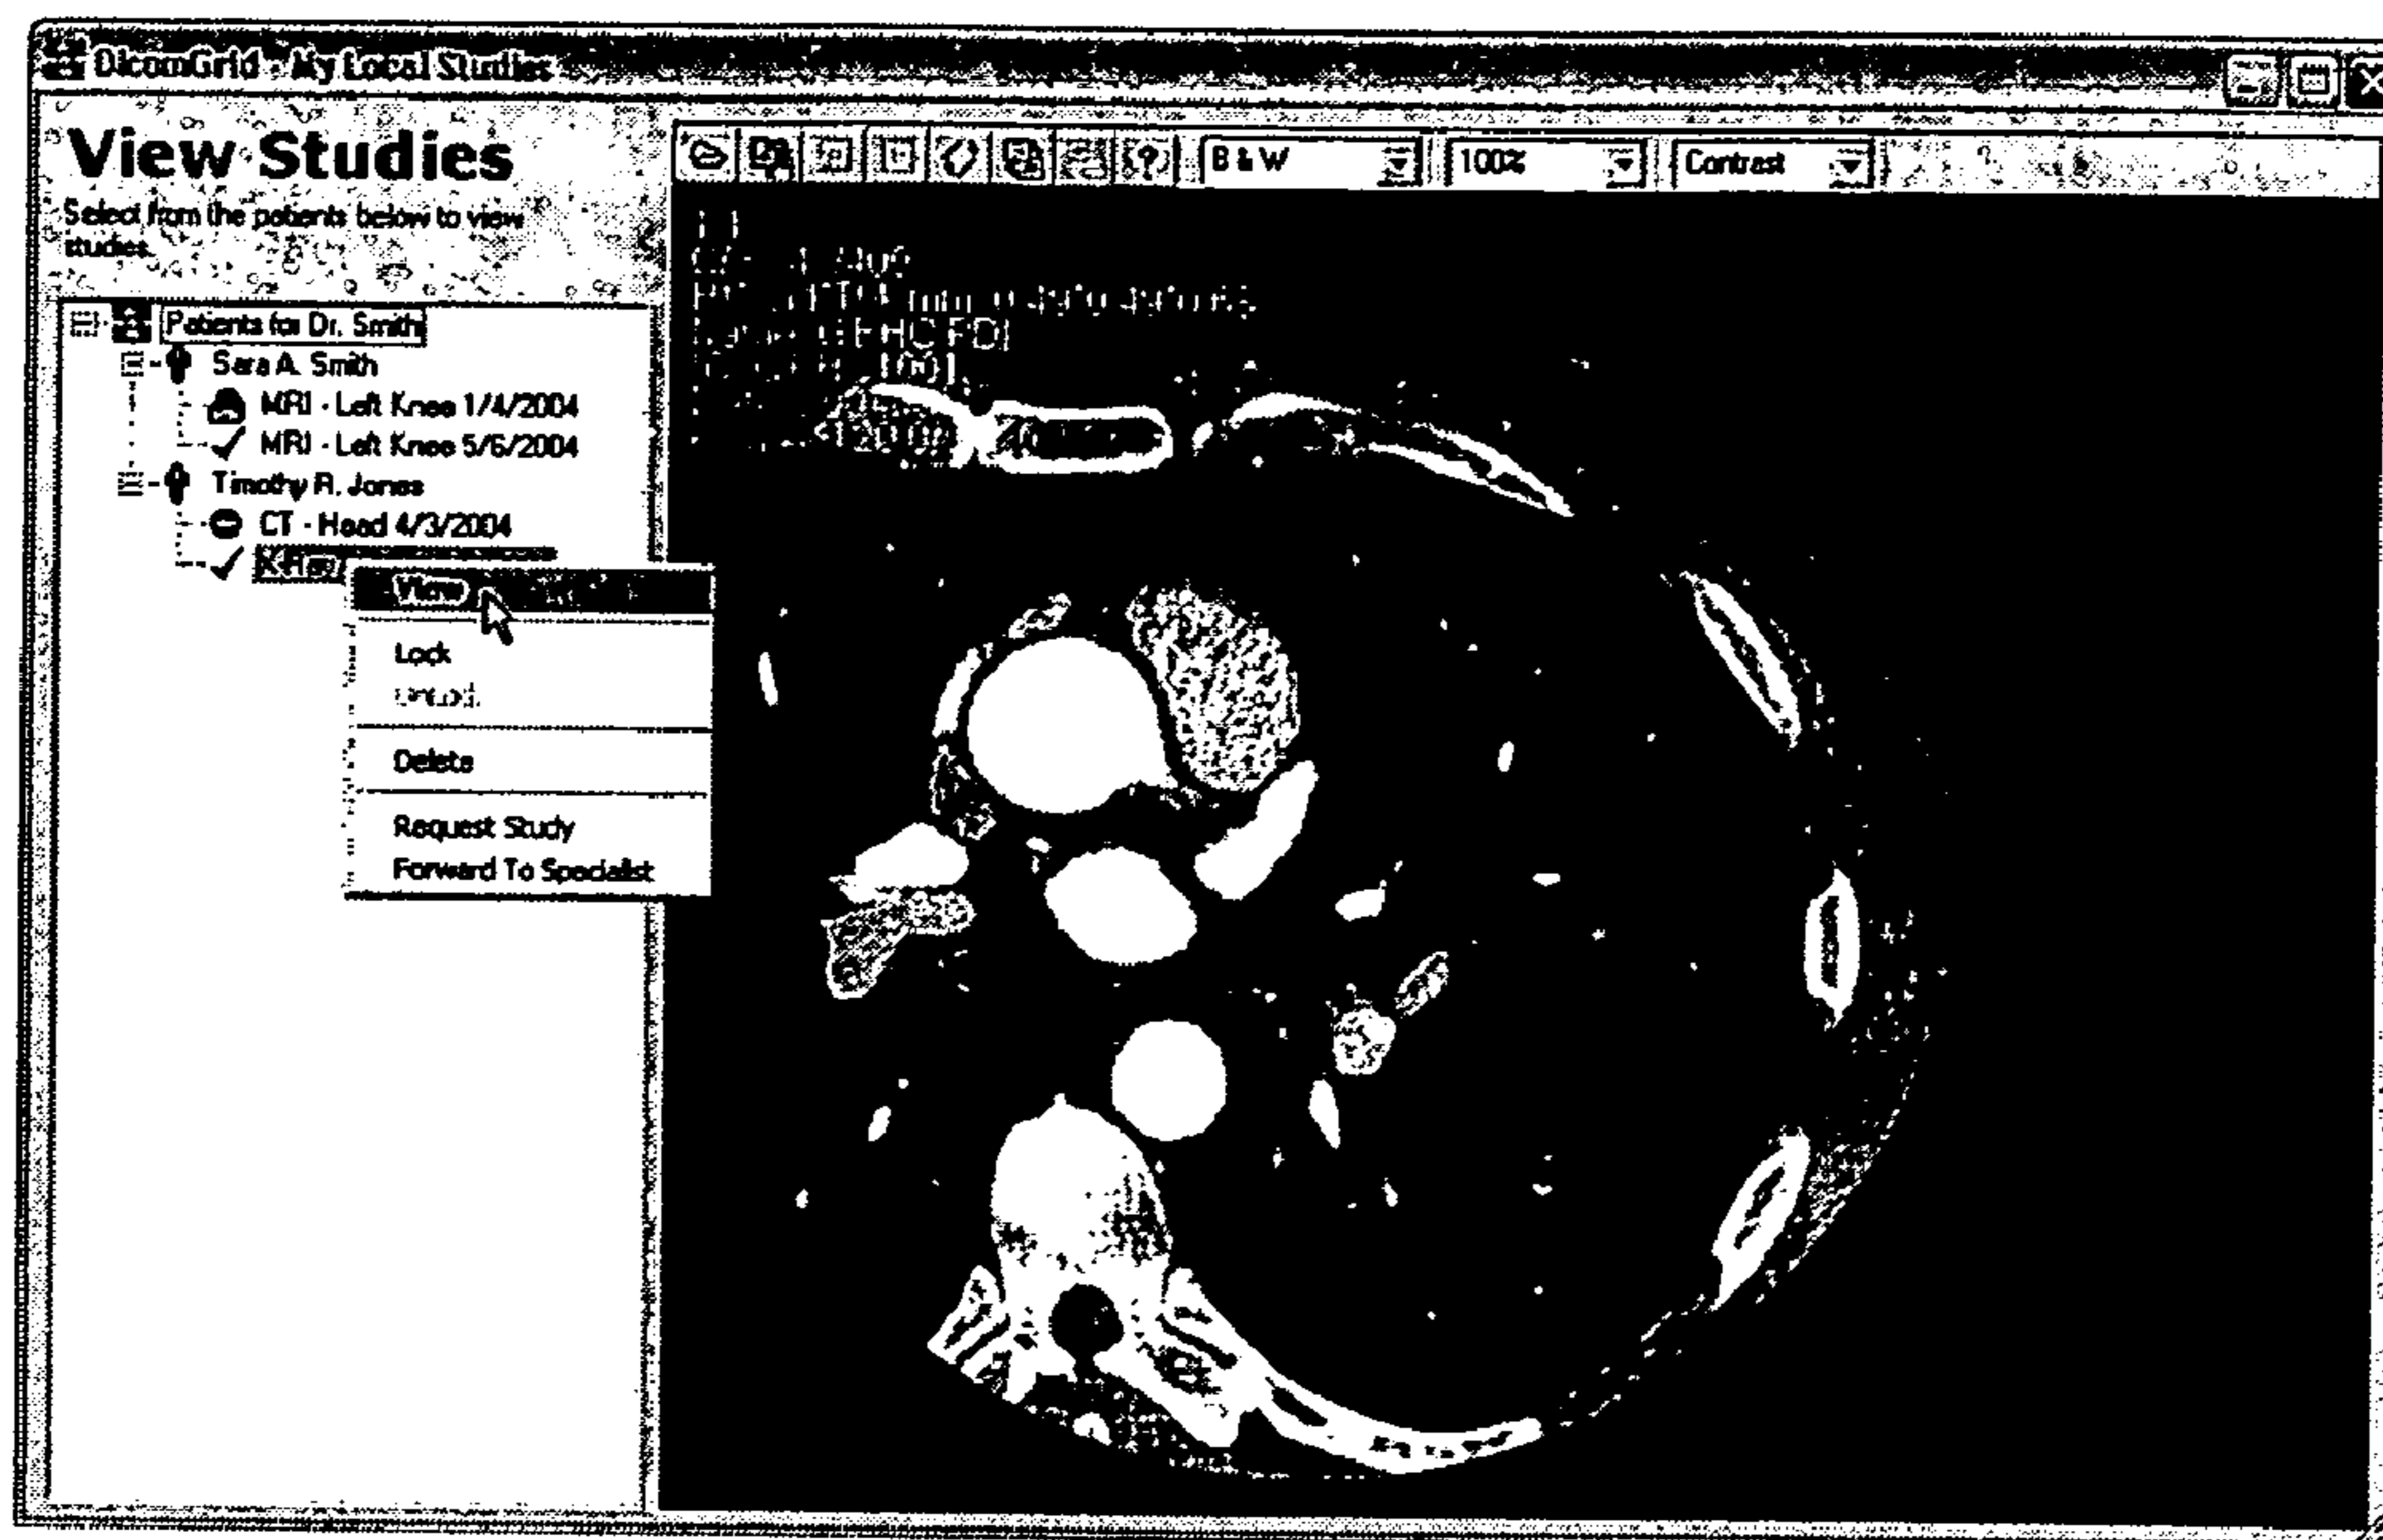 DicomGrid - My Local Studies
View Studies
Select from the patients below to view
studies.
B & W
100%
Contrast
Patients for Dr. Smith
Sara A. Smith
MRI - Left Knee 1/4/2004
MRI - Left Knee 5/6/2004
Timothy R. Jones
CT - Head 4/3/2004
X-Ray
View
Lock
Unlock
Delete
Request Study
Forward To Specialist